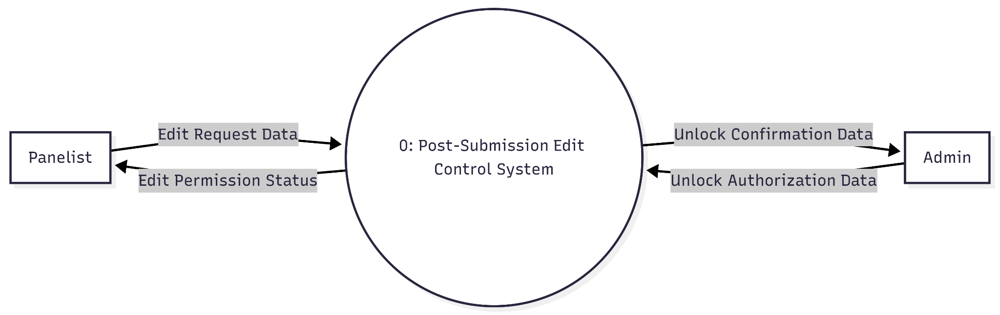 Edit Request Data
Unlock Confirmation Data
Panelist
0: Post-Submission Edit
Control System
Admin
Edit Permission Status
Unlock Authorization Data